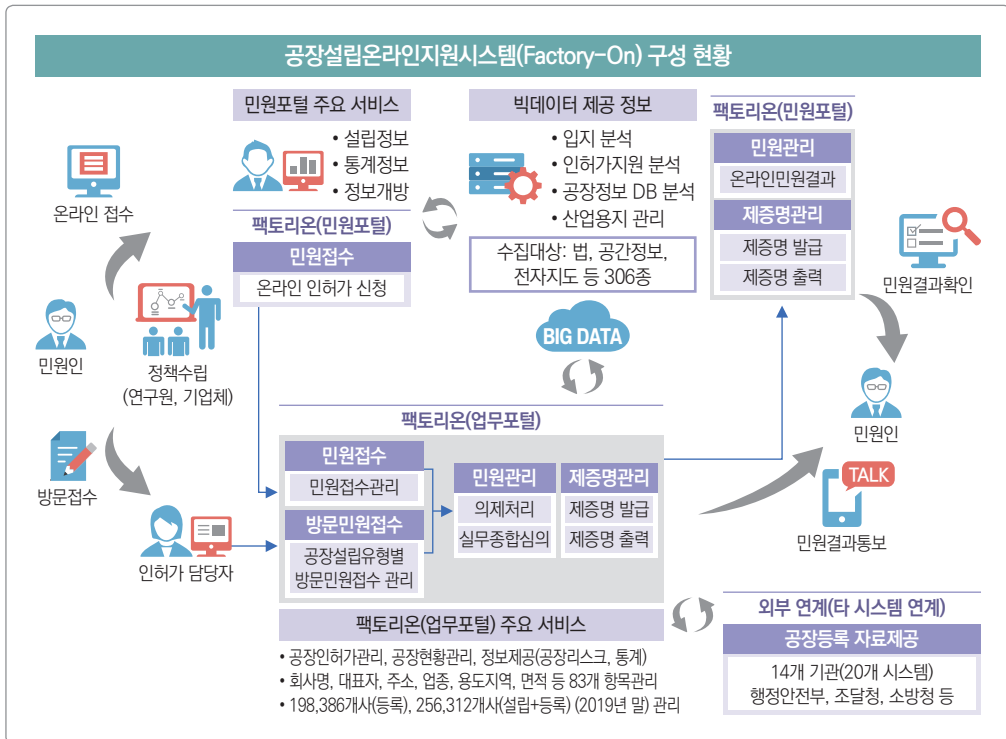 공장설립온라인지원시스템(Factory-On) 구성 현황
민원포털 주요 서비스
• 설립정보
• 통계정보
• 정보개방
빅데이터 제공 정보
• 입지 분석
• 인허가지원 분석
• 공장정보 DB 분석
• 산업용지 관리
수집대상: 법, 공간정보,
전자지도 등 306종
팩토리온(민원포털)
민원관리
온라인민원결과
제증명관리
제증명 발급
제증명 출력
온라인 접수
팩토리온(민원포털)
민원접수
온라인 인허가 신청
민원결과확인
BIG DATA
민원인
정책수립
(연구원, 기업체)
민원인
팩토리온(업무포털)
민원접수
민원접수관리
방문민원접수
공장설립유형별
방문민원접수 관리
민원관리
의제처리
실무종합심의
제증명관리
제증명 발급
제증명 출력
방문접수
인허가 담당자
TALK
민원결과통보
팩토리온(업무포털) 주요 서비스
• 공장인허가관리, 공장현황관리, 정보제공(공장리스크, 통계)
• 회사명, 대표자, 주소, 업종, 용도지역, 면적 등 83개 항목관리
• 198,386개사(등록), 256,312개사(설립+등록) (2019년 말) 관리
외부 연계(타 시스템 연계)
공장등록 자료제공
14개 기관(20개 시스템)
행정안전부, 조달청, 소방청 등